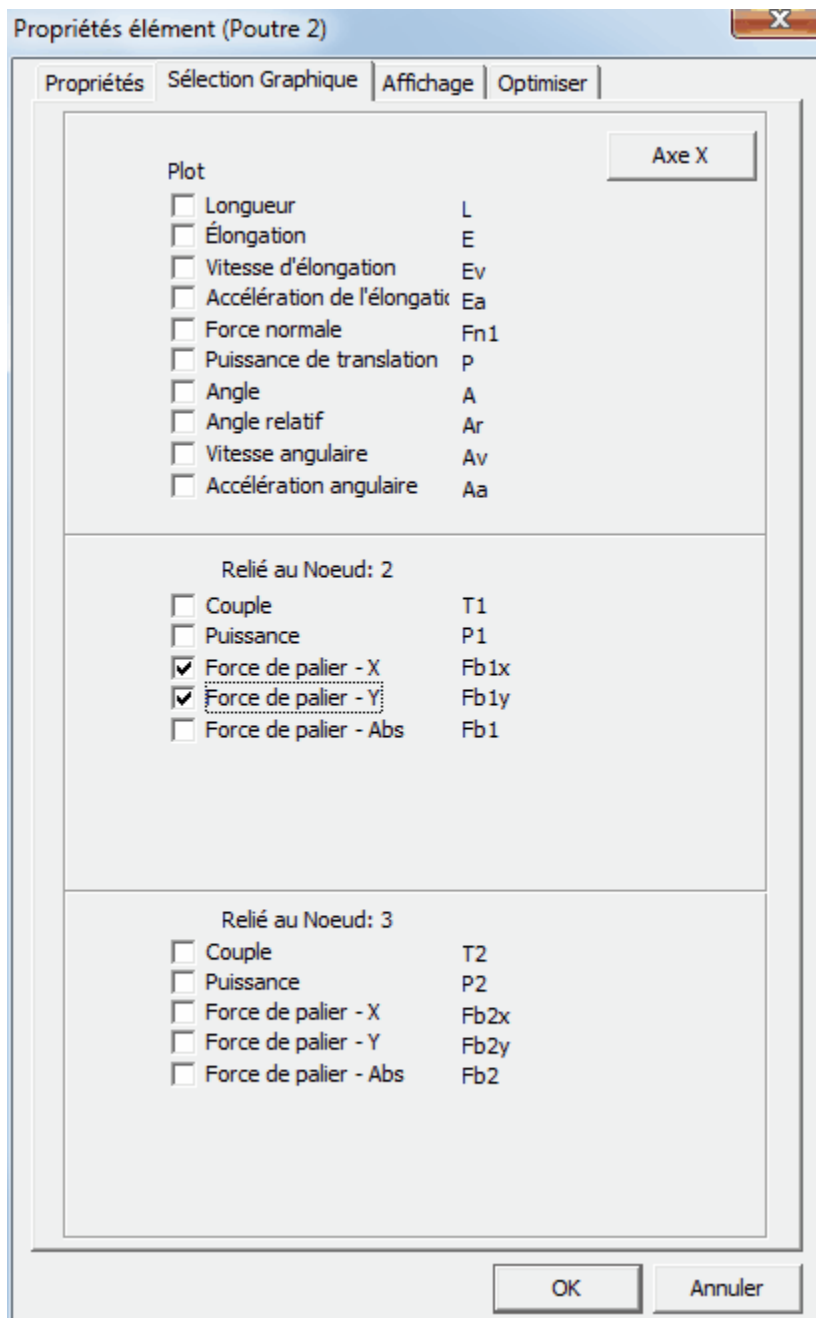 Propriétés élément (Poutre 2)
Propriétés Sélection Graphique Affichage Optimiser
Axe X
Plot
Longueur L
Élongation E
Vitesse d'élongation Ev
Accélération de l'élongatic Ea
Force normale Fn1
Puissance de translation P
Angle A
Angle relatif Ar
Vitesse angulaire Av
Accélération angulaire Aa
Relié au Noeud: 2
Couple T1
Puissance P1
Force de palier - X Fb1x
Force de palier - Y Fb1y
Force de palier - Abs Fb1
Relié au Noeud: 3
Couple T2
Puissance P2
Force de palier - X Fb2x
Force de palier - Y Fb2y
Force de palier - Abs Fb2
OK Annuler